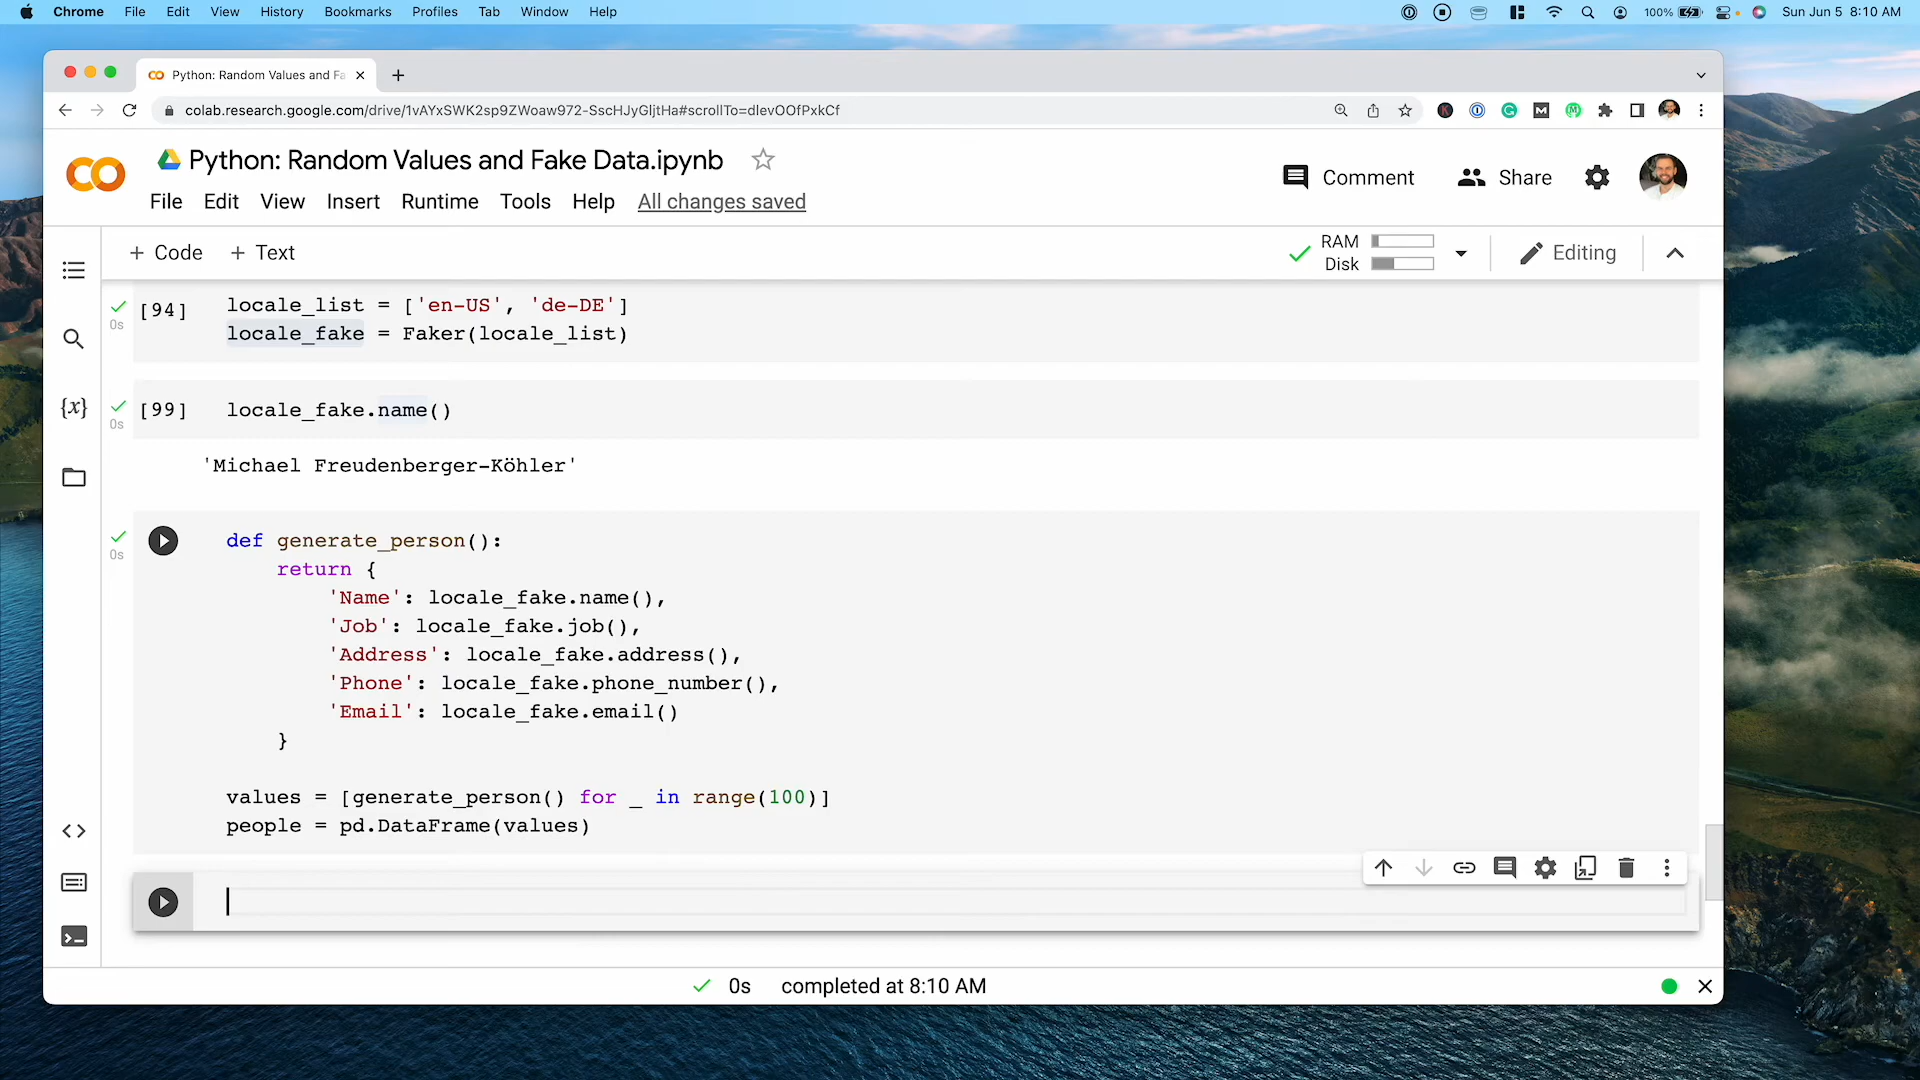 Chrome File Edit View History Bookmarks Profiles Tab Window Help 100% Sun Jun 5 8:10 AM
Python: Random Values and Fa
colab.research.google.com/drive/1vAYxSWK2sp9ZWoaw972-SscHJyGljtHa#scrollTo=dIevOOfPxkCf
Python: Random Values and Fake Data.ipynb
Comment Share
File Edit View Insert Runtime Tools Help All changes saved
+ Code + Text RAM Disk Editing
[94] locale_list = ['en-US', 'de-DE']
0s locale_fake = Faker(locale_list)
[99] locale_fake.name()
0s
'Michael Freudenberger-Köhler'
def generate_person():
0s
return {
'Name': locale_fake.name(),
'Job': locale_fake.job(),
'Address': locale_fake.address(),
'Phone': locale_fake.phone_number(),
'Email': locale_fake.email()
}
values = [generate_person() for _ in range(100)]
people = pd.DataFrame(values)
0s completed at 8:10 AM